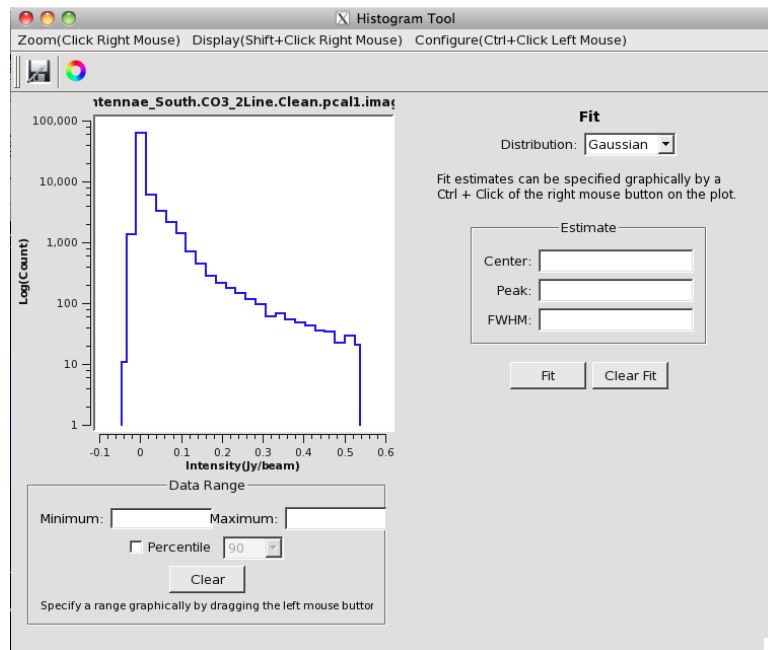 Histogram Tool
Zoom(Click Right Mouse) Display(Shift+Click Right Mouse) Configure(Ctrl+Click Left Mouse)
ntennae_South.CO3_2Line.Clean.pcal1.imag
100,000
10,000
1,000
100
10
1
Log(Count)
-0.1 0 0.1 0.2 0.3 0.4 0.5 0.6
Intensity(Jy/beam)
Data Range
Minimum: Maximum:
Percentile 90
Clear
Specify a range graphically by dragging the left mouse buttor
Fit
Distribution: Gaussian
Fit estimates can be specified graphically by a
Ctrl + Click of the right mouse button on the plot.
Estimate
Center:
Peak:
FWHM:
Fit Clear Fit